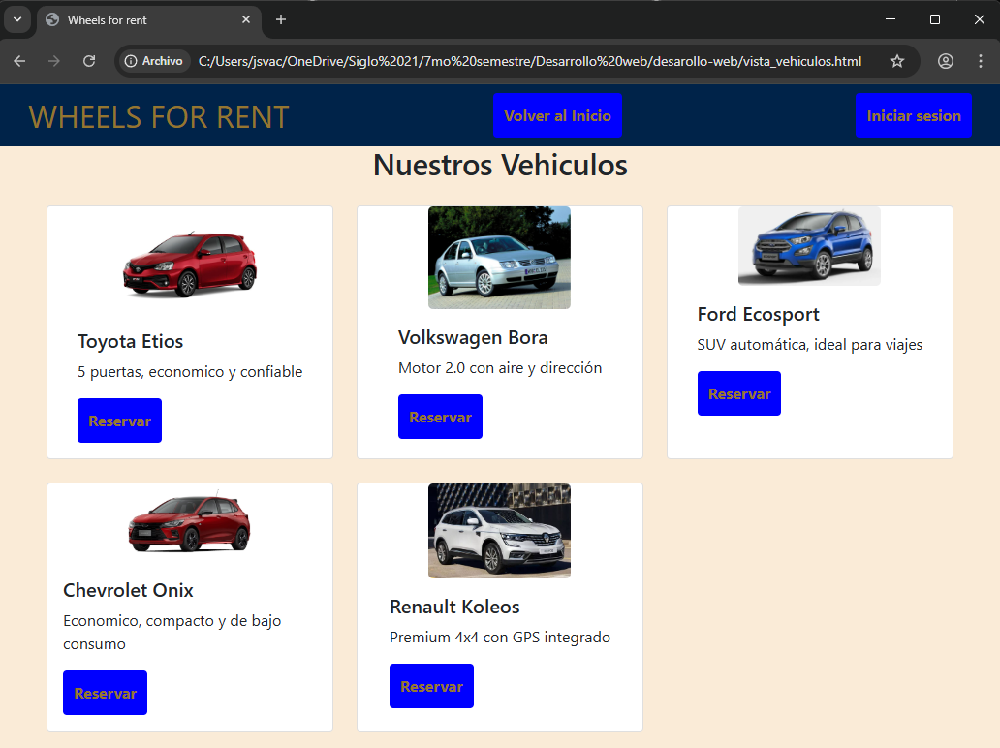 Wheels for rent
Archivo
C:/Users/jsvac/OneDrive/Siglo%2021/7mo%20semestre/Desarrollo%20web/desarollo-web/vista_vehiculos.html
WHEELS FOR RENT
Volver al Inicio
Iniciar sesion
Nuestros Vehiculos
Toyota Etios
5 puertas, economico y confiable
Reservar
Volkswagen Bora
Motor 2.0 con aire y dirección
Reservar
Ford Ecosport
SUV automática, ideal para viajes
Reservar
Chevrolet Onix
Economico, compacto y de bajo
consumo
Reservar
Renault Koleos
Premium 4x4 con GPS integrado
Reservar